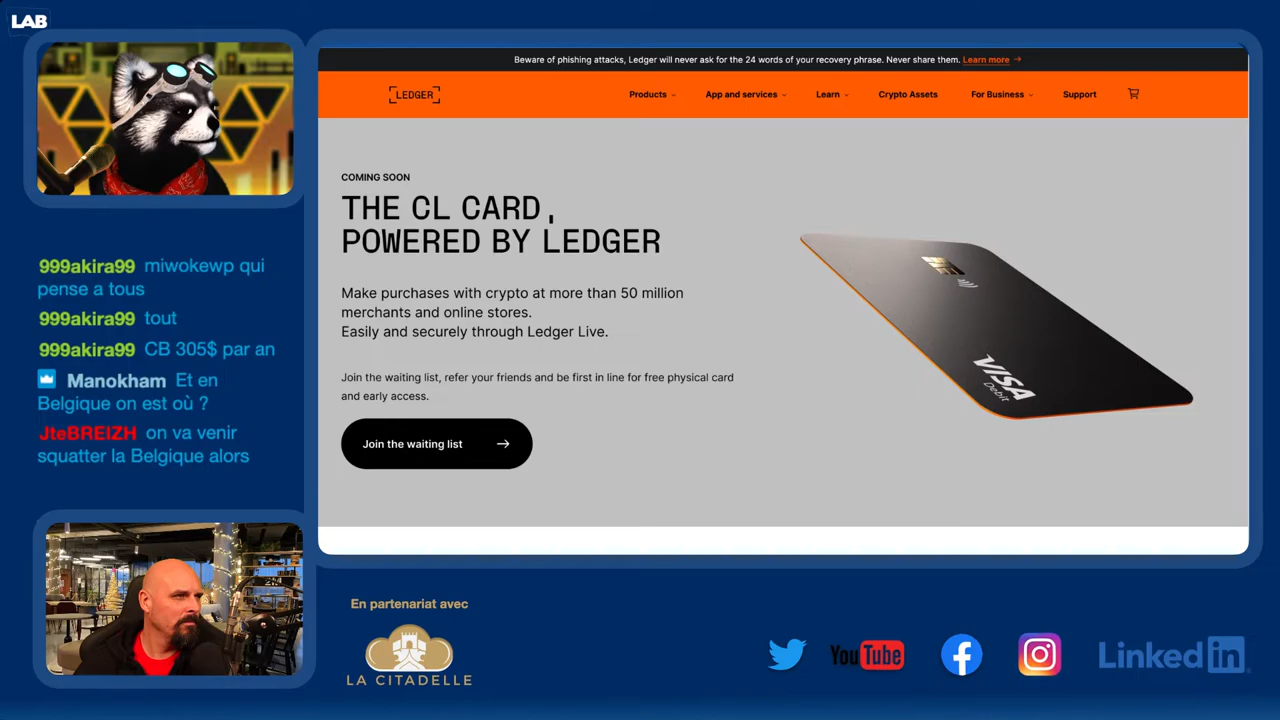 LAB
Beware of phishing attacks, Ledger will never ask for the 24 words of your recovery phrase. Never share them. Learn more →
LEDGER
Products
App and services
Learn
Crypto Assets
For Business
Support
COMING SOON
THE CL CARD,
POWERED BY LEDGER
Make purchases with crypto at more than 50 million
merchants and online stores.
Easily and securely through Ledger Live.
Join the waiting list, refer your friends and be first in line for free physical card
and early access.
Join the waiting list →
VISA
Debit
999akira99 miwokewp qui
pense a tous
999akira99 tout
999akira99 CB 305$ par an
Manokham Et en
Belgique on est où ?
JteBREIZH on va venir
squatter la Belgique alors
En partenariat avec
LA CITADELLE
YouTube
LinkedIn